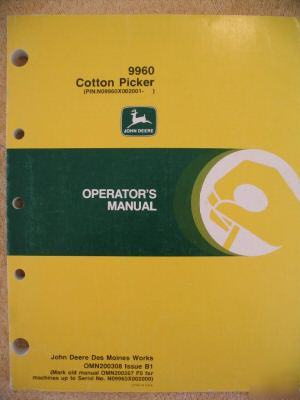 9960
Cotton Picker
(PIN:N09960X002001- )
JOHN DEERE
OPERATOR'S
MANUAL
John Deere Des Moines Works
OMN200308 Issue B1
(Mark old manual OMN200267 F0 for
machines up to Serial No. N09960X002000)